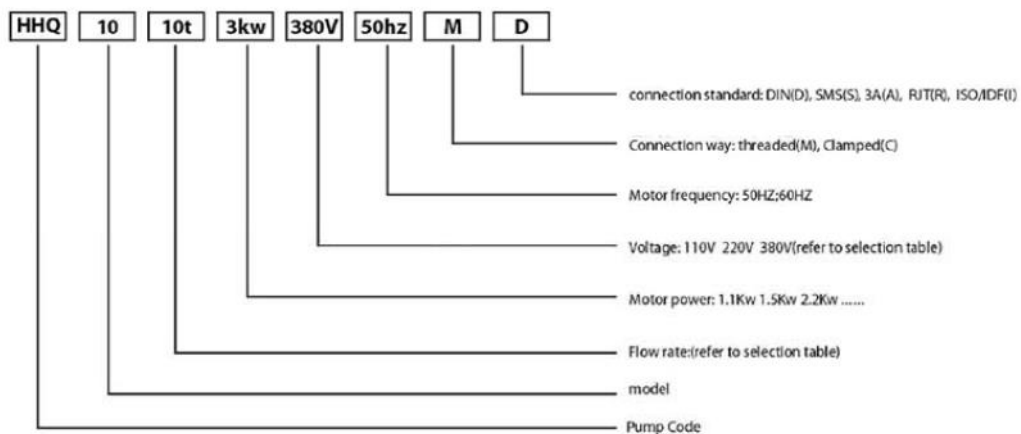 HHQ 10 10t 3kw 380V 50hz M D
connection standard: DIN(D), SMS(S), 3A(A), RJT(R), ISO/IDF(I)
Connection way: threaded(M), Clamped(C)
Motor frequency: 50HZ;60HZ
Voltage: 110V 220V 380V(refer to selection table)
Motor power: 1.1Kw 1.5Kw 2.2Kw ......
Flow rate:(refer to selection table)
model
Pump Code